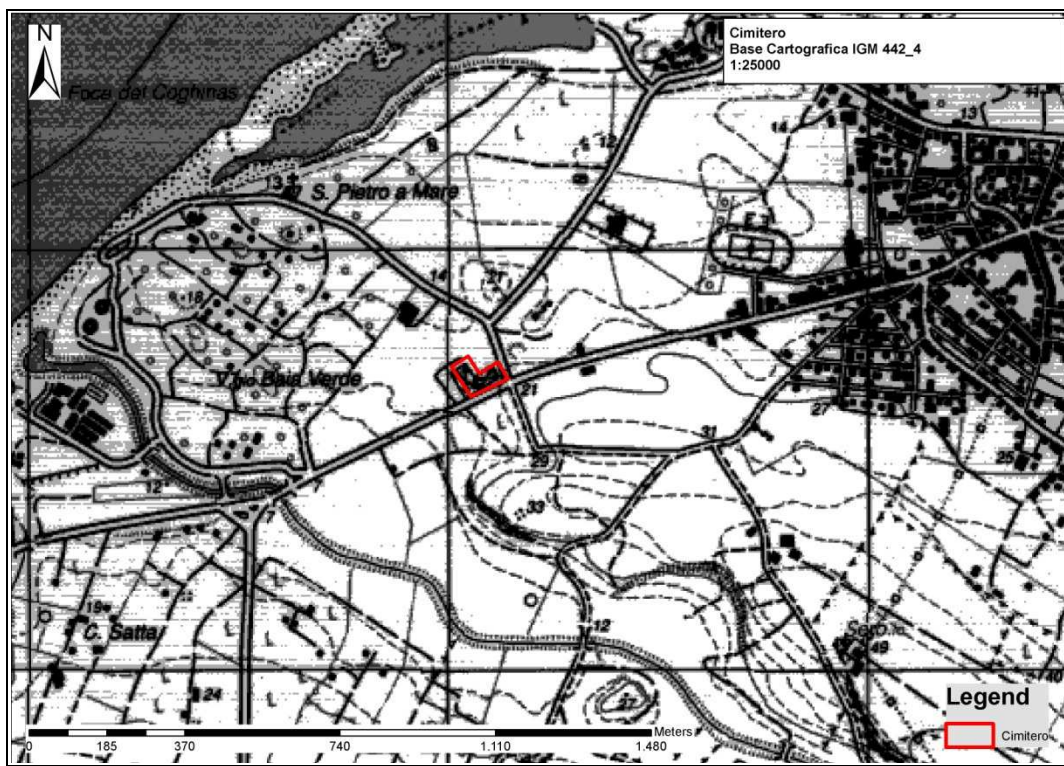 Cimitero
Base Cartografica IGM 442_4
1:25000
N
Foce del Coghinas
13
12
14
13
S. Pietro a Mare
14
27
18
V.gio Baia Verde
21
27
31
29
25
12
33
7
19
C. Satta
12
49
24
Legend
Cimitero
Meters
0 185 370 740 1.110 1.480